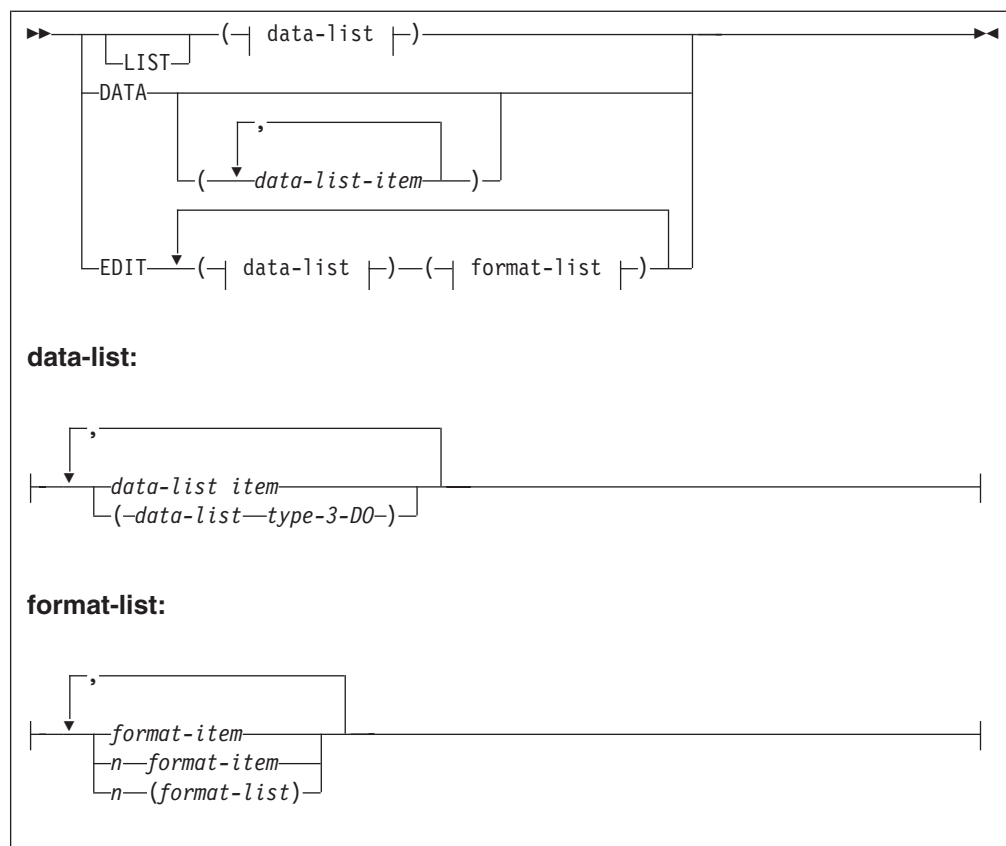 ( data-list )
LIST
DATA
,
( data-list-item )
EDIT ( data-list ) ( format-list )
data-list:
,
data-list item
( data-list type-3-DO )
format-list:
,
format-item
n format-item
n (format-list)